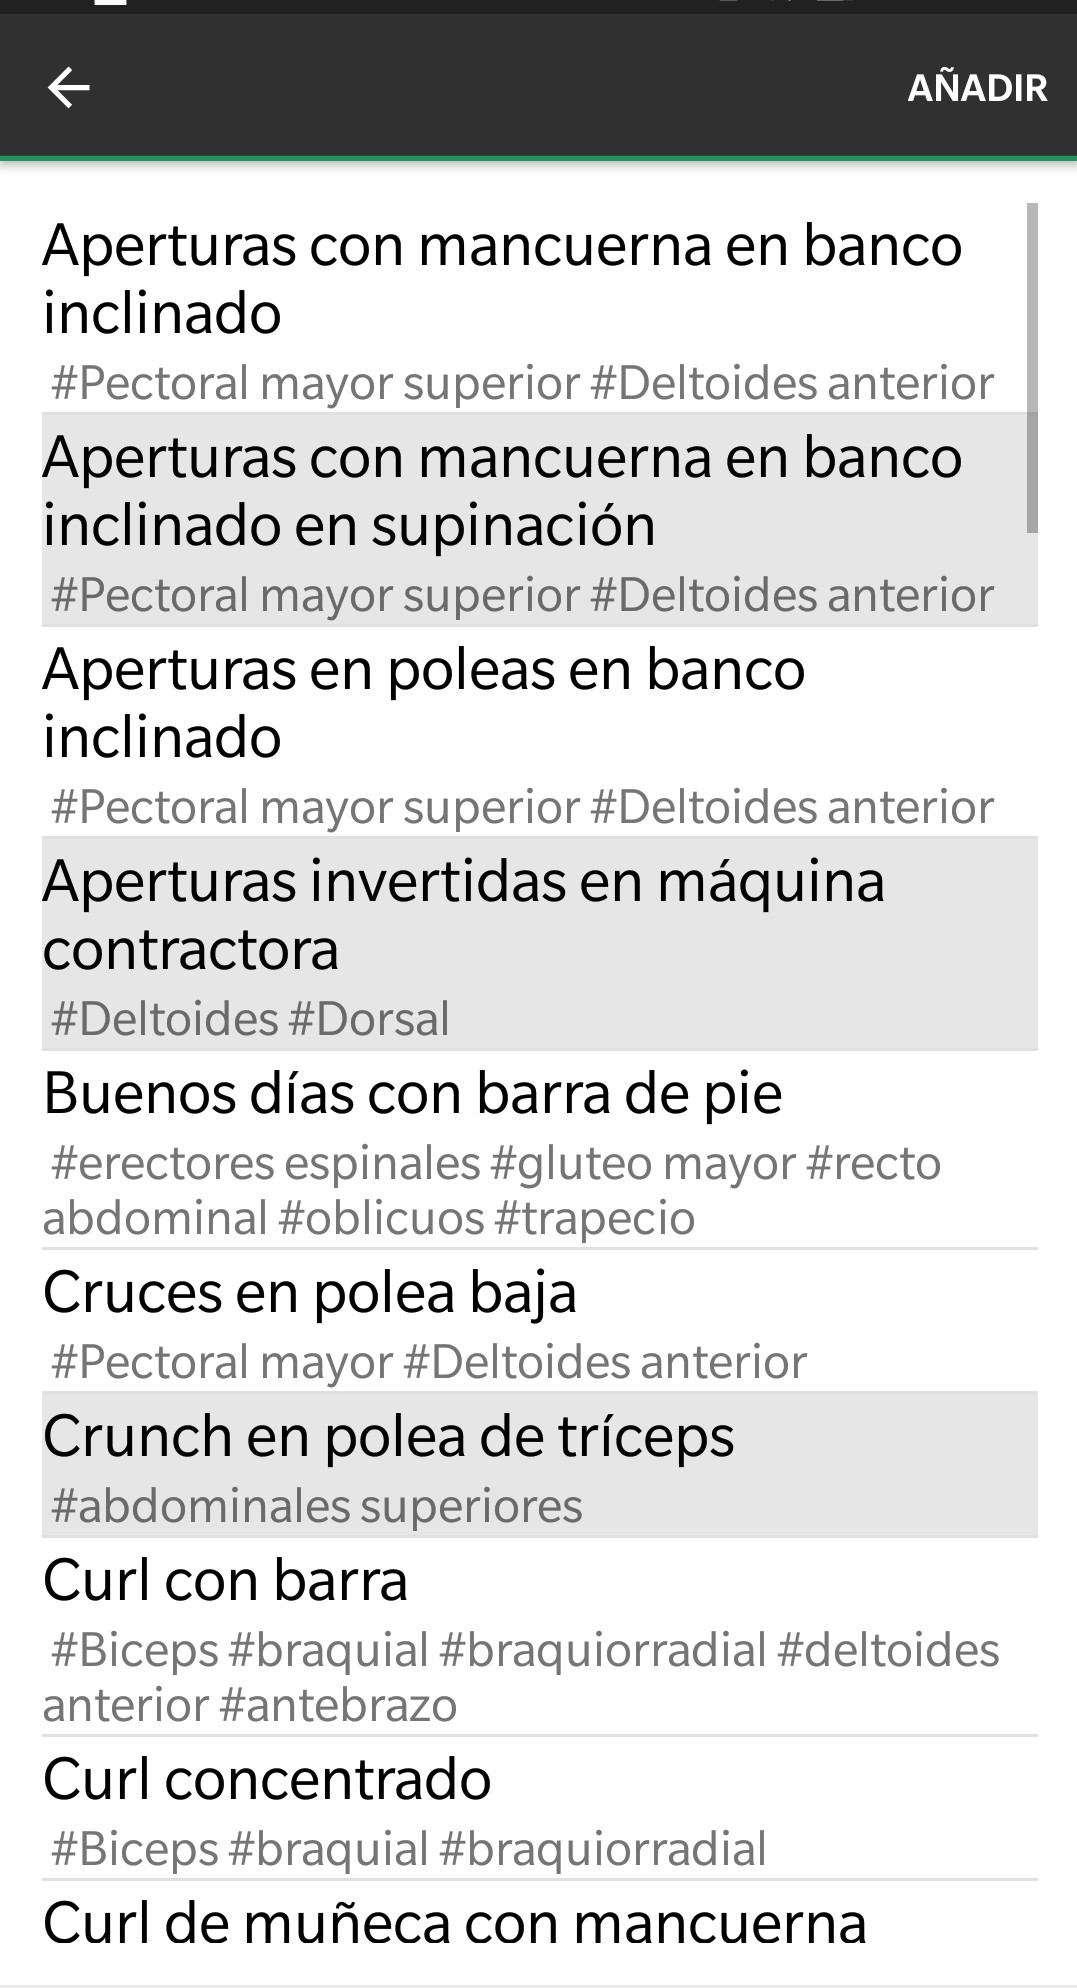 AÑADIR
Aperturas con mancuerna en banco
inclinado
#Pectoral mayor superior #Deltoides anterior
Aperturas con mancuerna en banco
inclinado en supinación
#Pectoral mayor superior #Deltoides anterior
Aperturas en poleas en banco
inclinado
#Pectoral mayor superior #Deltoides anterior
Aperturas invertidas en máquina
contractora
#Deltoides #Dorsal
Buenos días con barra de pie
#erectores espinales #gluteo mayor #recto
abdominal #oblicuos #trapecio
Cruces en polea baja
#Pectoral mayor #Deltoides anterior
Crunch en polea de tríceps
#abdominales superiores
Curl con barra
#Biceps #braquial #braquiorradial #deltoides
anterior #antebrazo
Curl concentrado
#Biceps #braquial #braquiorradial
Curl de muñeca con mancuerna